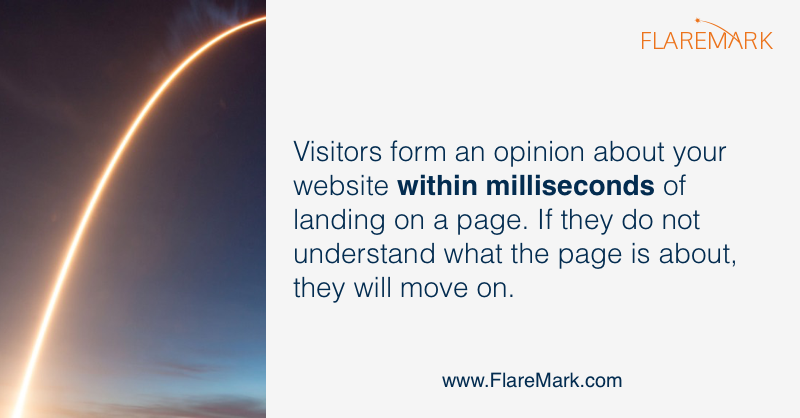 FLAREMARK
Visitors form an opinion about your
website within milliseconds of
landing on a page. If they do not
understand what the page is about,
they will move on.
www.FlareMark.com